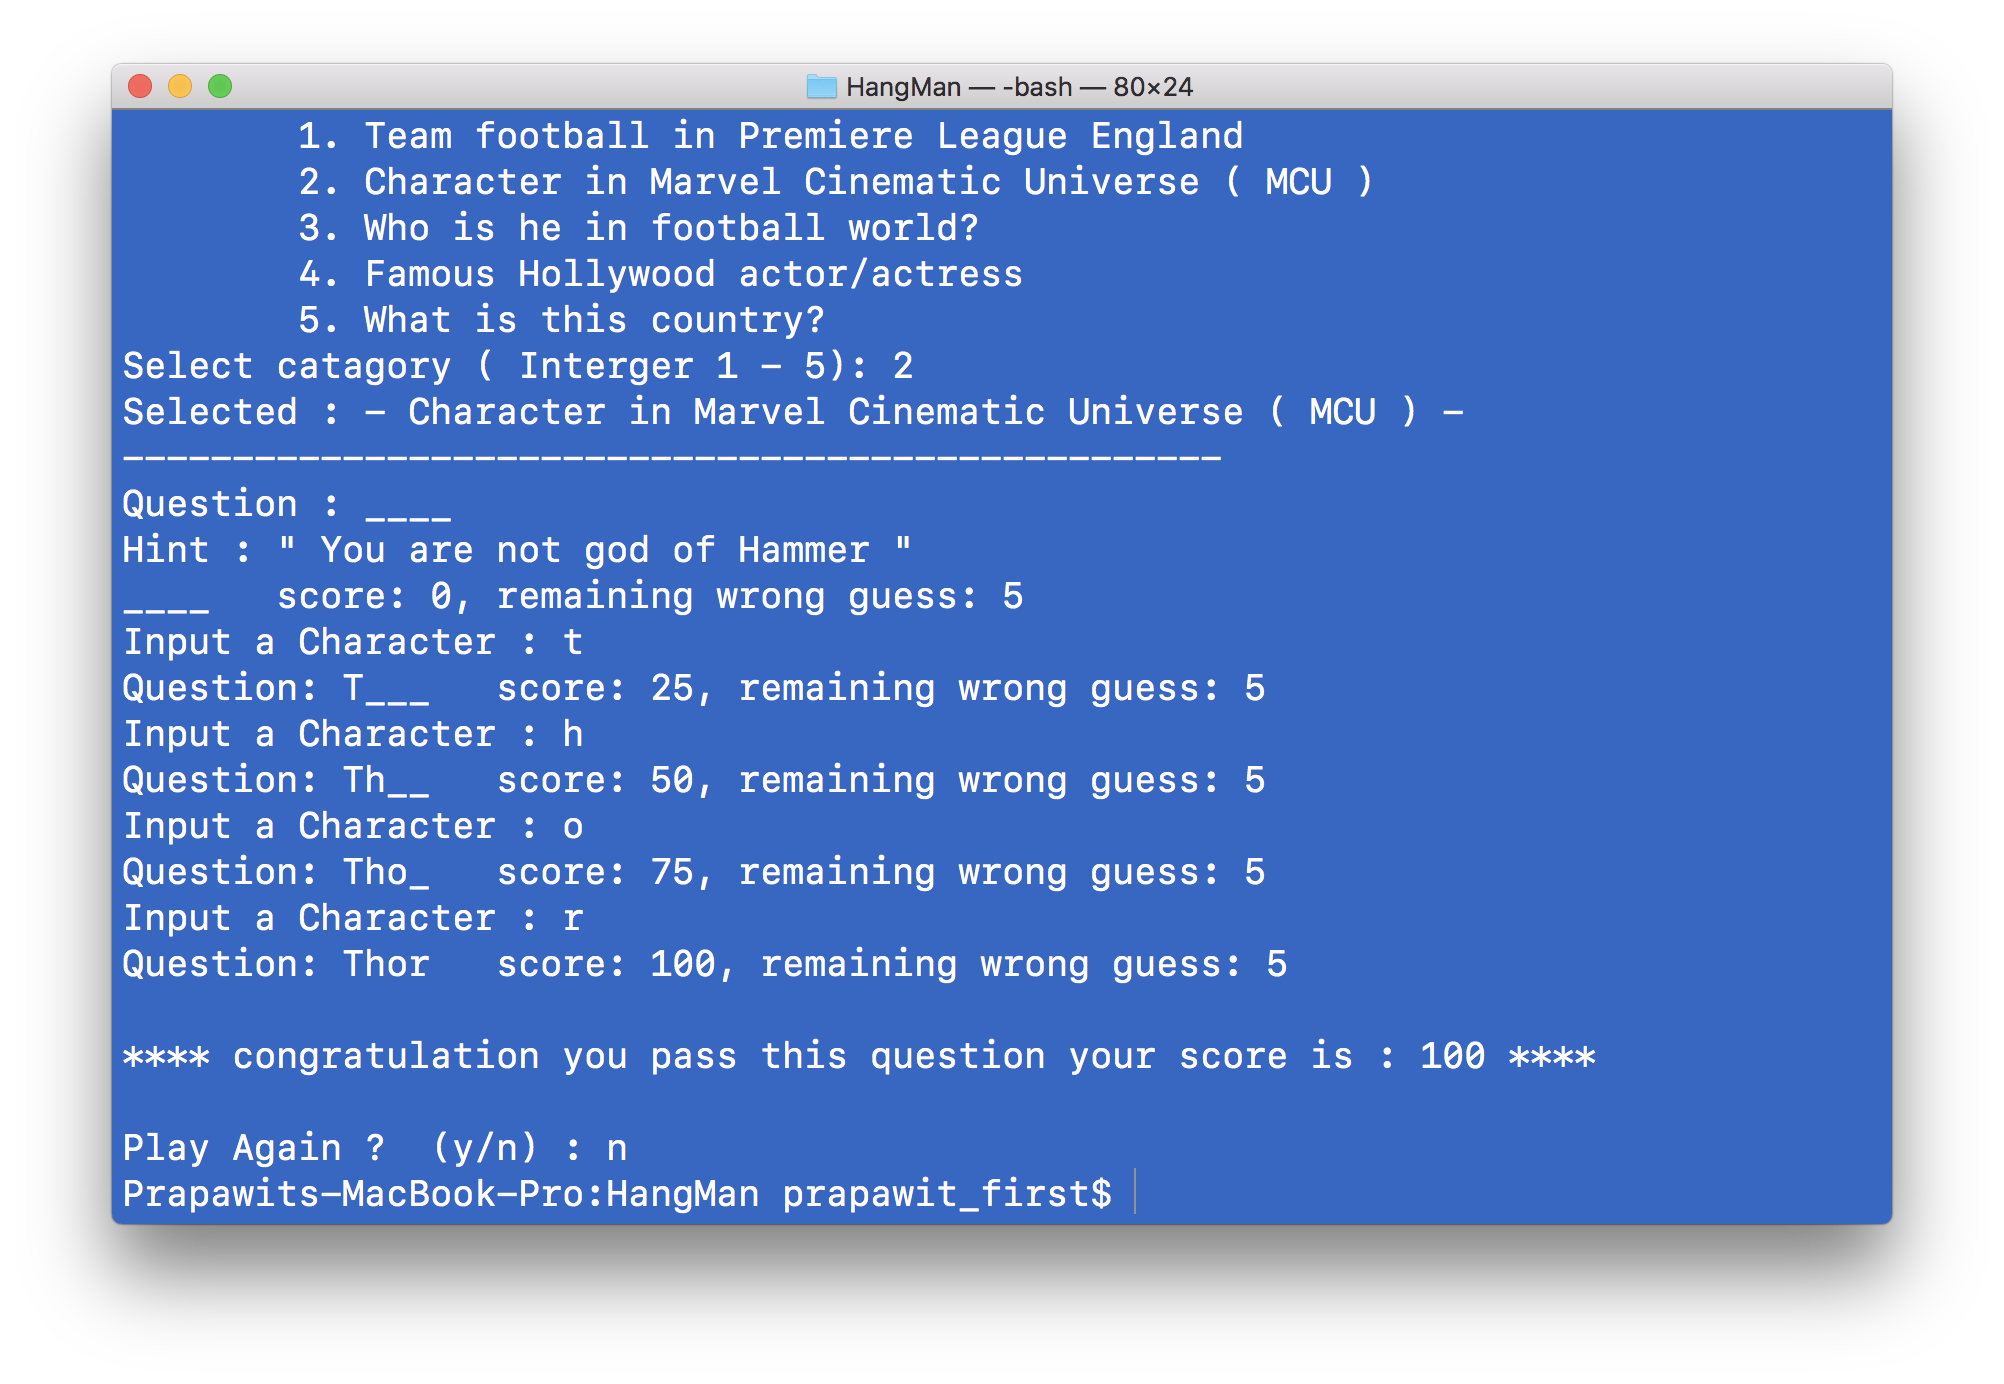 HangMan — -bash — 80×24
1. Team football in Premiere League England
2. Character in Marvel Cinematic Universe ( MCU )
3. Who is he in football world?
4. Famous Hollywood actor/actress
5. What is this country?
Select catagory ( Interger 1 - 5): 2
Selected : - Character in Marvel Cinematic Universe ( MCU ) -
--------------------------------------------------
Question : ____
Hint : " You are not god of Hammer "
____   score: 0, remaining wrong guess: 5
Input a Character : t
Question: T___   score: 25, remaining wrong guess: 5
Input a Character : h
Question: Th__   score: 50, remaining wrong guess: 5
Input a Character : o
Question: Tho_   score: 75, remaining wrong guess: 5
Input a Character : r
Question: Thor   score: 100, remaining wrong guess: 5
**** congratulation you pass this question your score is : 100 ****
Play Again ?  (y/n) : n
Prapawits-MacBook-Pro:HangMan prapawit_first$